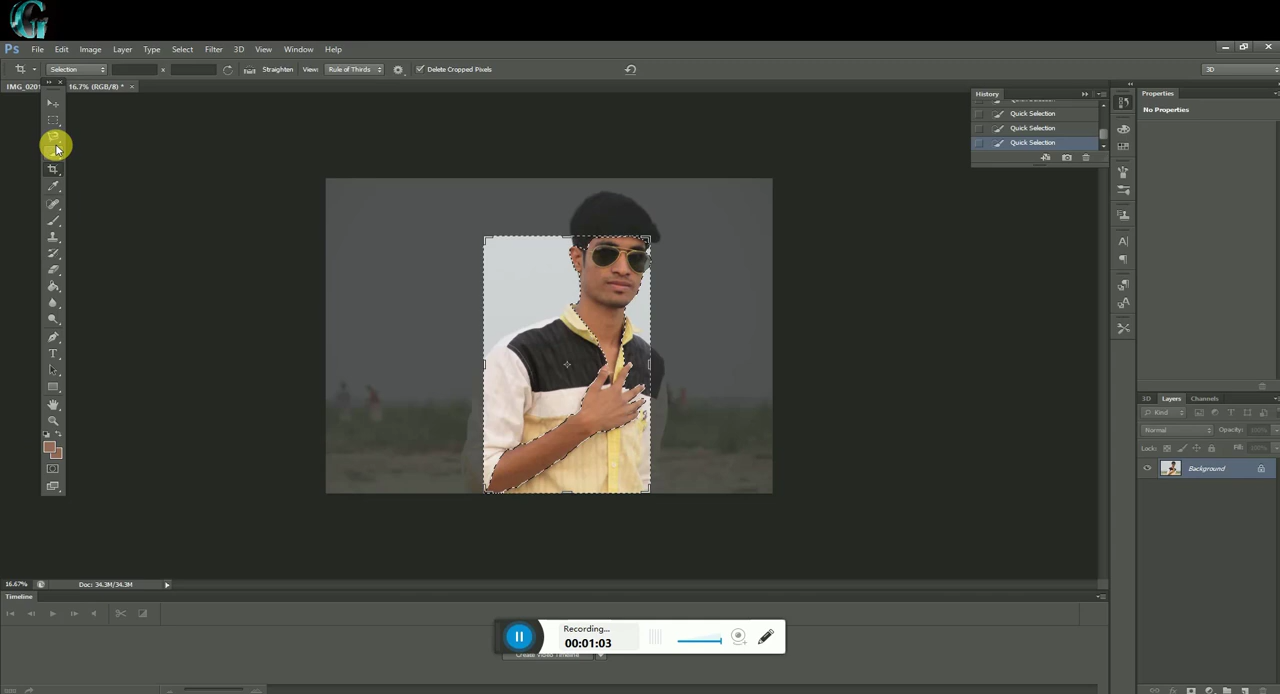 Ps File Edit Image Layer Type Select Filter 3D View Window Help
Selection x Straighten View: Rule of Thirds Delete Cropped Pixels 3D
IMG_0201 16.7% (RGB/8) * ×
History
Quick Selection
Quick Selection
Quick Selection
Properties
No Properties
3D Layers Channels
Kind
Normal Opacity: 100%
Lock: Fill: 100%
Background
16.67% Doc: 34.3M/34.3M
Timeline
Recording...
00:01:03
Create Video Timeline